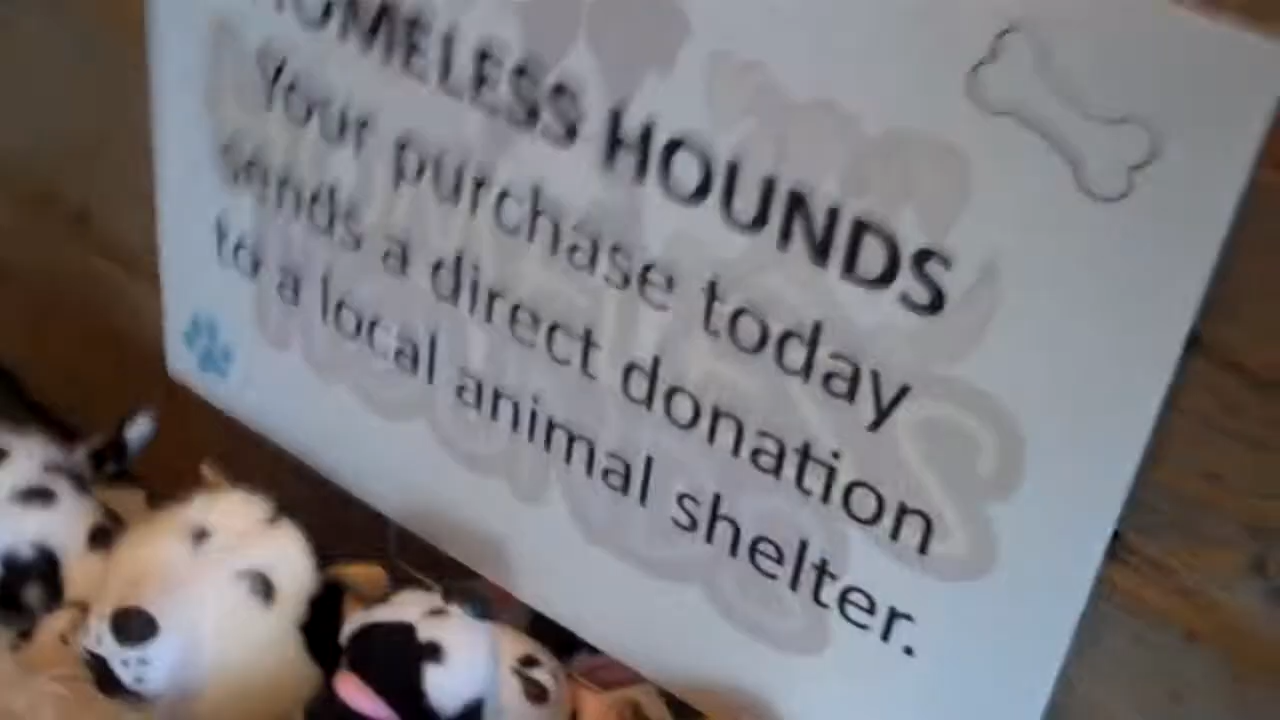 HOMELESS HOUNDS
Your purchase today
sends a direct donation
to a local animal shelter.